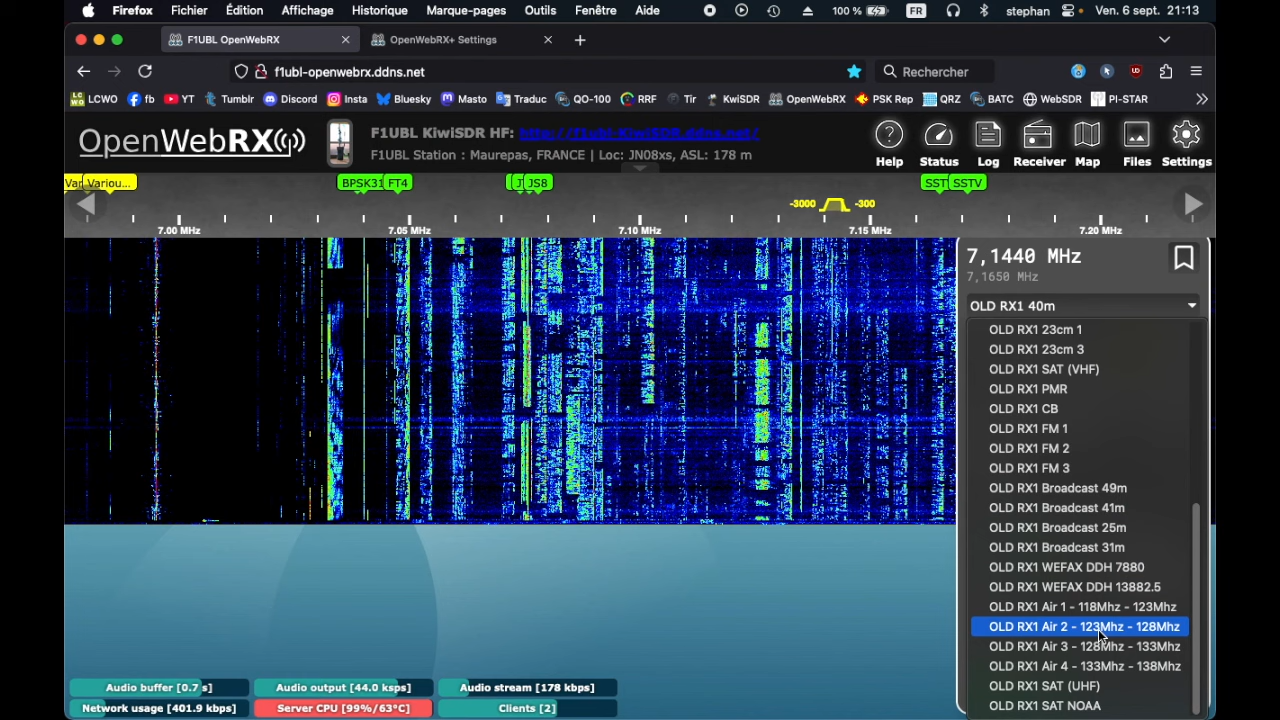 Firefox Fichier Édition Affichage Historique Marque-pages Outils Fenêtre Aide 100 % FR stephan Ven. 6 sept. 21:13
F1UBL OpenWebRX OpenWebRX+ Settings
f1ubl-openwebrx.ddns.net Rechercher
LCWO fb YT Tumblr Discord Insta Bluesky Masto Traduc QO-100 RRF Tir KwiSDR OpenWebRX PSK Rep QRZ BATC WebSDR PI-STAR
OpenWebRX
F1UBL KiwiSDR HF: http://f1ubl-KiwiSDR.ddns.net/
F1UBL Station : Maurepas, FRANCE | Loc: JN08xs, ASL: 178 m
Help Status Log Receiver Map Files Settings
Var Variou... BPSK31 FT4 JT JS8 SST SSTV
-3000 -300
7.00 MHz 7.05 MHz 7.10 MHz 7.15 MHz 7.20 MHz
7,1440 MHz
7,1650 MHz
OLD RX1 40m
OLD RX1 23cm 1
OLD RX1 23cm 3
OLD RX1 SAT (VHF)
OLD RX1 PMR
OLD RX1 CB
OLD RX1 FM 1
OLD RX1 FM 2
OLD RX1 FM 3
OLD RX1 Broadcast 49m
OLD RX1 Broadcast 41m
OLD RX1 Broadcast 25m
OLD RX1 Broadcast 31m
OLD RX1 WEFAX DDH 7880
OLD RX1 WEFAX DDH 13882.5
OLD RX1 Air 1 - 118Mhz - 123Mhz
OLD RX1 Air 2 - 123Mhz - 128Mhz
OLD RX1 Air 3 - 128Mhz - 133Mhz
OLD RX1 Air 4 - 133Mhz - 138Mhz
OLD RX1 SAT (UHF)
OLD RX1 SAT NOAA
Audio buffer [0.7 s] Audio output [44.0 ksps] Audio stream [178 kbps]
Network usage [401.9 kbps] Server CPU [99%/63°C] Clients [2]